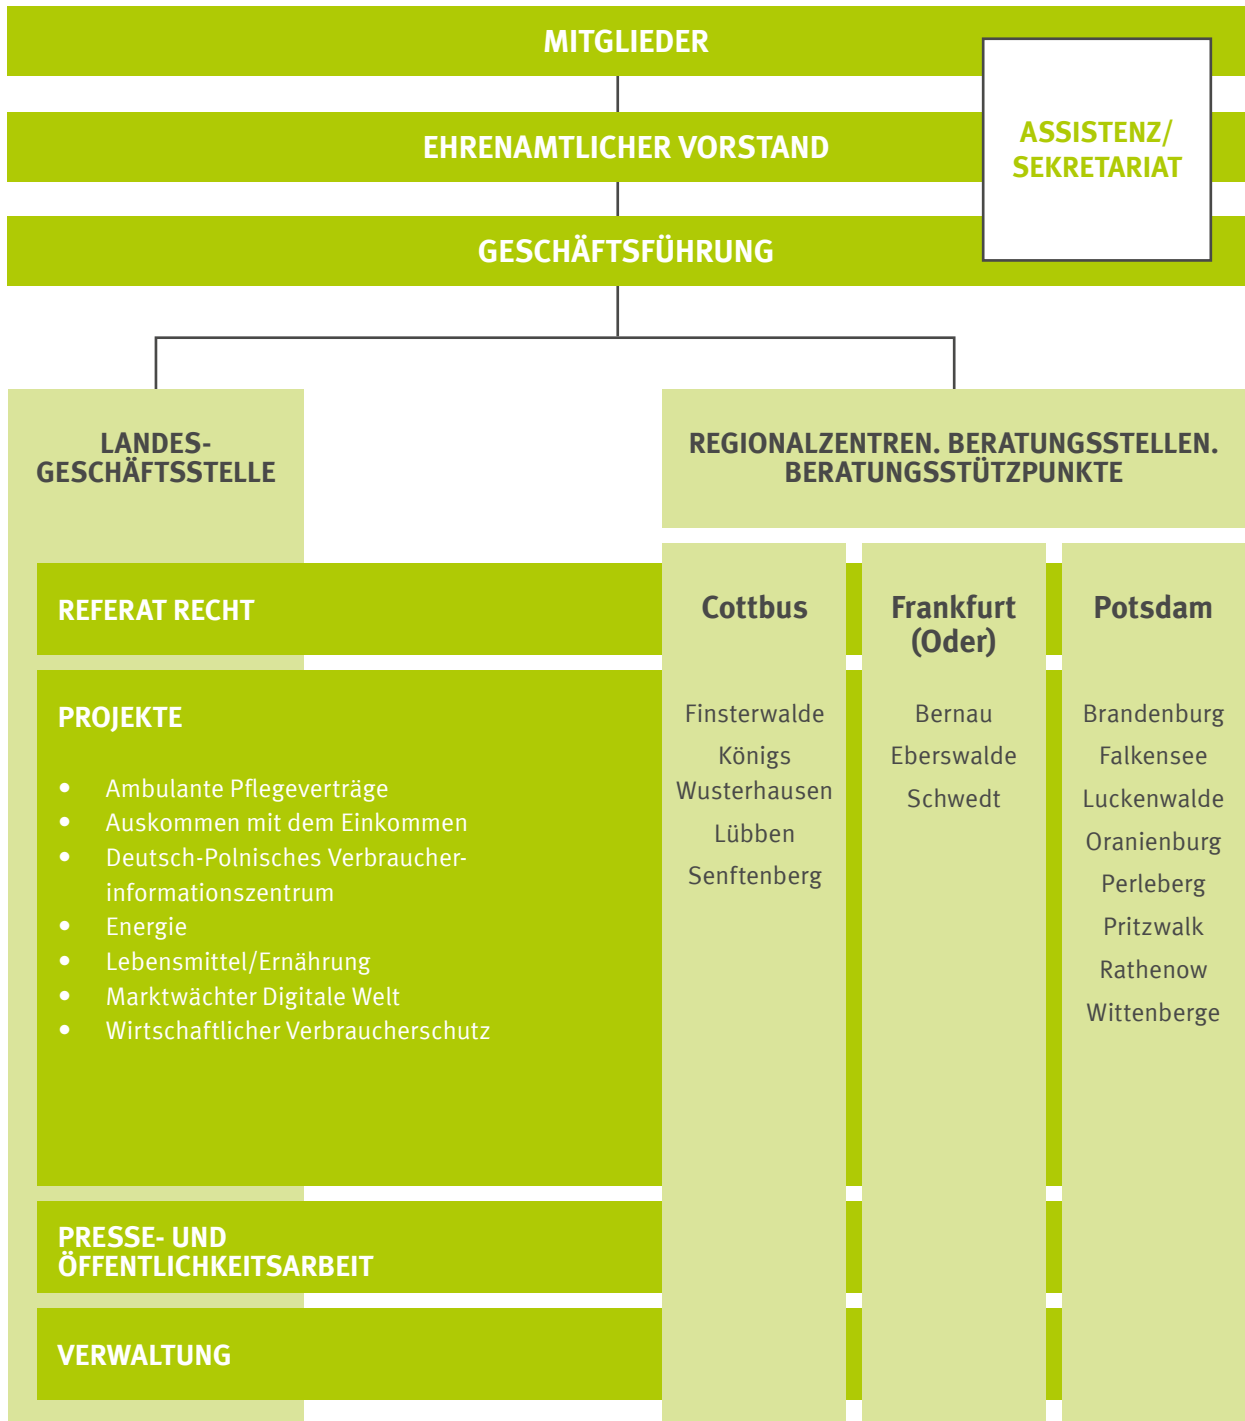 MITGLIEDER
EHRENAMTLICHER VORSTAND
GESCHÄFTSFÜHRUNG
ASSISTENZ/
SEKRETARIAT
LANDES-
GESCHÄFTSSTELLE
REGIONALZENTREN. BERATUNGSSTELLEN.
BERATUNGSSTÜTZPUNKTE
REFERAT RECHT
PROJEKTE
• Ambulante Pflegeverträge
• Auskommen mit dem Einkommen
• Deutsch-Polnisches Verbraucher-
informationszentrum
• Energie
• Lebensmittel/Ernährung
• Marktwächter Digitale Welt
• Wirtschaftlicher Verbraucherschutz
PRESSE- UND
ÖFFENTLICHKEITSARBEIT
VERWALTUNG
Cottbus
Finsterwalde
Königs
Wusterhausen
Lübben
Senftenberg
Frankfurt
(Oder)
Bernau
Eberswalde
Schwedt
Potsdam
Brandenburg
Falkensee
Luckenwalde
Oranienburg
Perleberg
Pritzwalk
Rathenow
Wittenberge